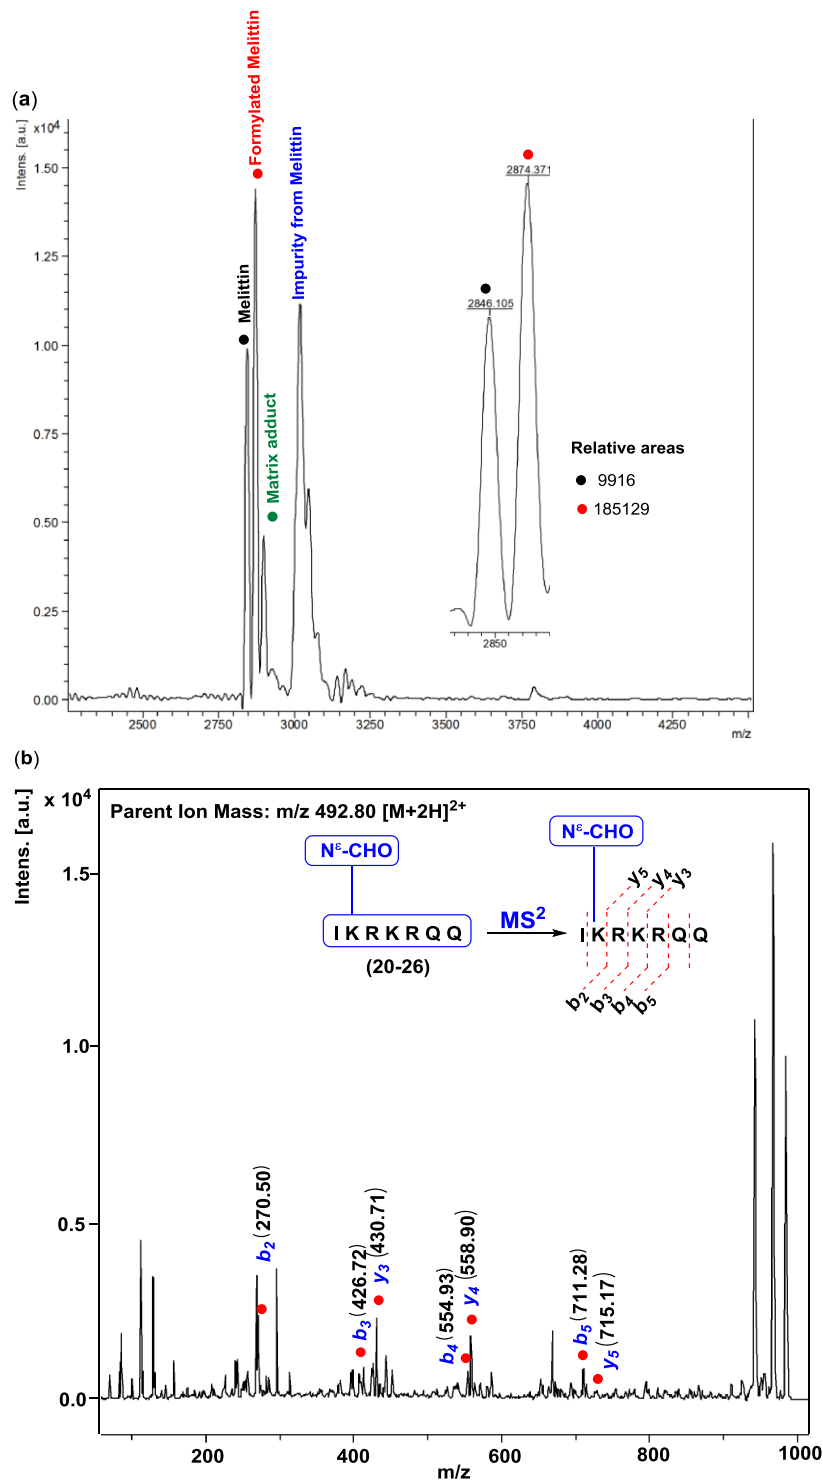 (a)
x10⁴
Intens. [a.u.]
1.50
1.25
1.00
0.75
0.50
0.25
0.00
Melittin
Formylated Melittin
Matrix adduct
Impurity from Melittin
2874.371
2846.105
2850
Relative areas
9916
185129
2500
2750
3000
3250
3500
3750
4000
4250
4500
m/z
(b)
x 10⁴
Intens. [a.u.]
Parent Ion Mass: m/z 492.80 [M+2H]²⁺
Nᵋ-CHO
Nᵋ-CHO
y₅ y₄ y₃
I K R K R Q Q
MS²
I K R K R Q Q
(20-26)
b₂ b₃ b₄ b₅
1.5
1.0
0.5
0.0
b₂ (270.50)
b₃ (426.72)
y₃ (430.71)
b₄ (554.93)
y₄ (558.90)
b₅ (711.28)
y₅ (715.17)
200
400
600
800
1000
m/z